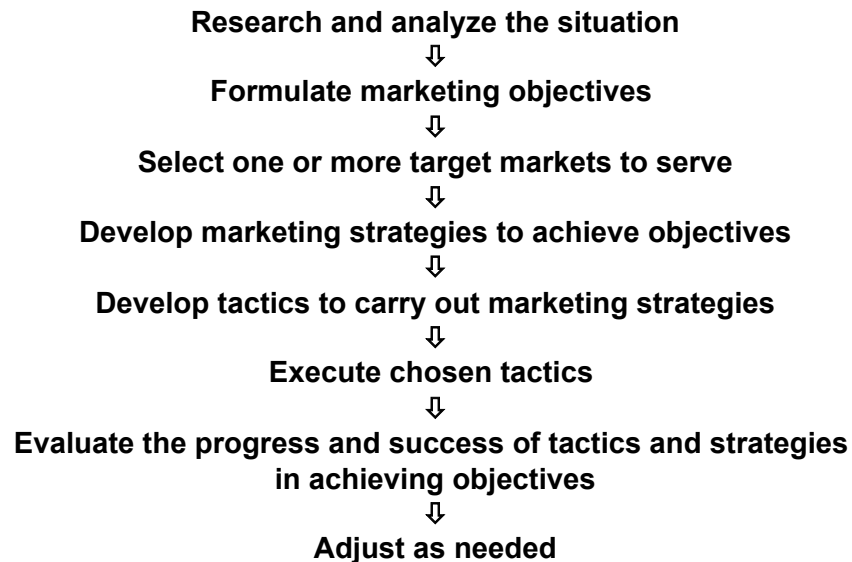 Research and analyze the situation
⇩
Formulate marketing objectives
⇩
Select one or more target markets to serve
⇩
Develop marketing strategies to achieve objectives
⇩
Develop tactics to carry out marketing strategies
⇩
Execute chosen tactics
⇩
Evaluate the progress and success of tactics and strategies
in achieving objectives
⇩
Adjust as needed